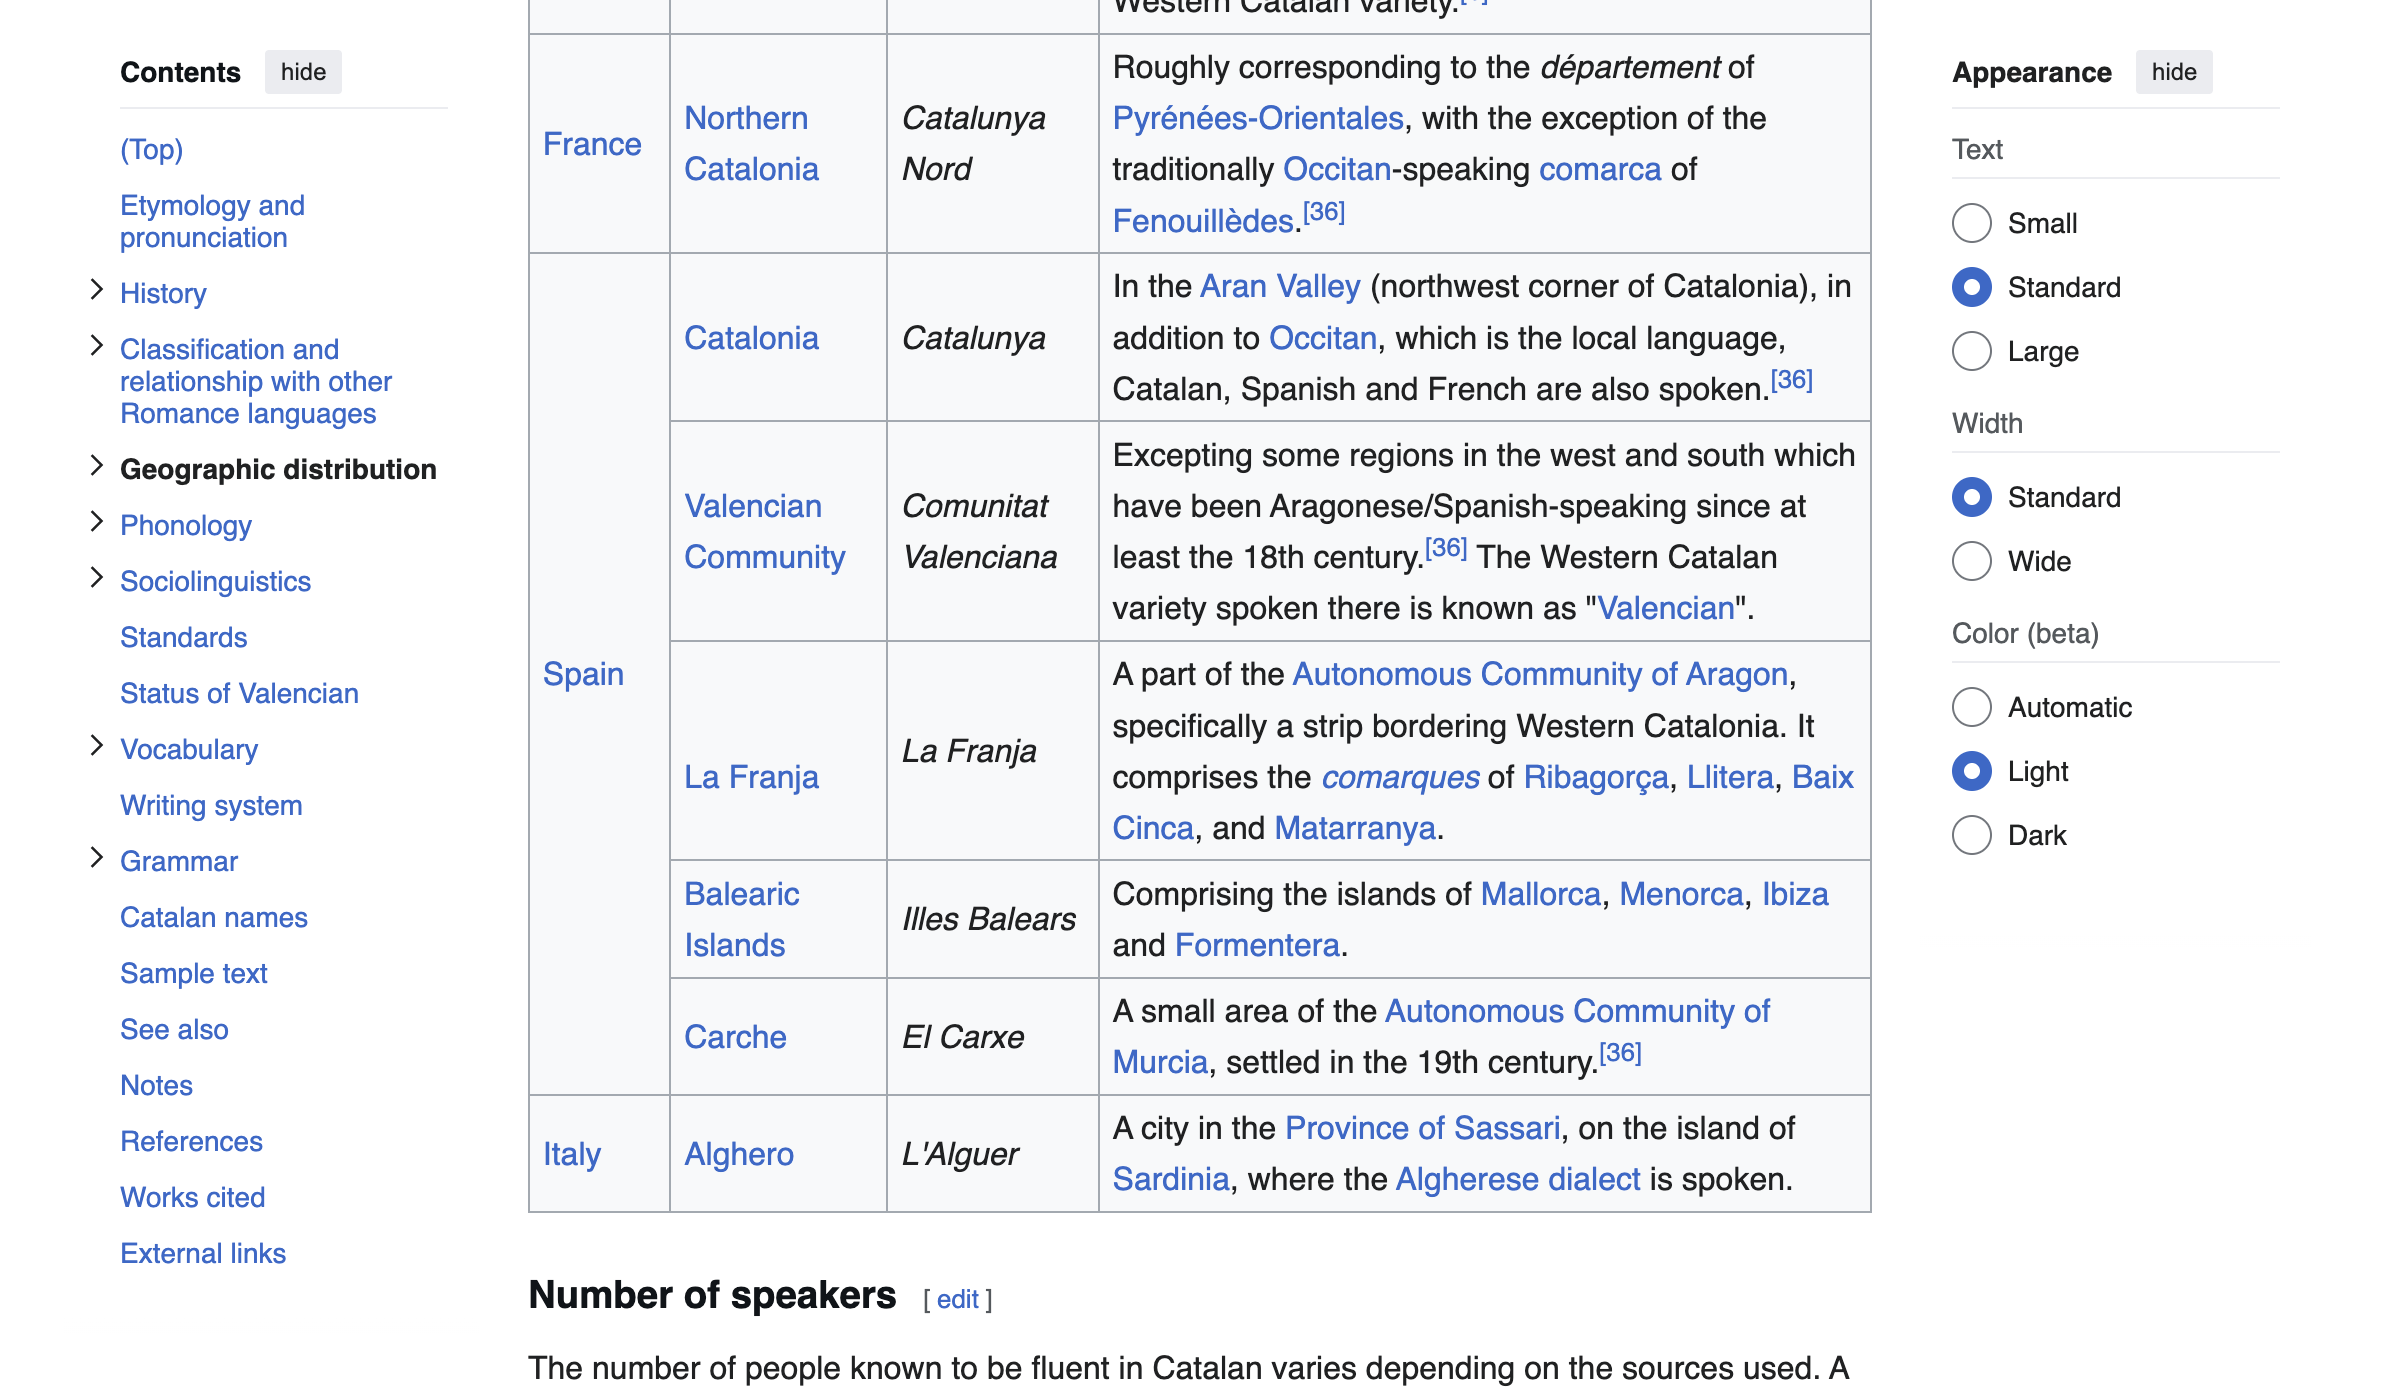 Contents hide
(Top)
Etymology and
pronunciation
History
Classification and
relationship with other
Romance languages
Geographic distribution
Phonology
Sociolinguistics
Standards
Status of Valencian
Vocabulary
Writing system
Grammar
Catalan names
Sample text
See also
Notes
References
Works cited
External links
Western Catalan variety.
France
Northern
Catalonia
Catalunya
Nord
Roughly corresponding to the département of
Pyrénées-Orientales, with the exception of the
traditionally Occitan-speaking comarca of
Fenouillèdes.[36]
Spain
Catalonia
Catalunya
In the Aran Valley (northwest corner of Catalonia), in
addition to Occitan, which is the local language,
Catalan, Spanish and French are also spoken.[36]
Valencian
Community
Comunitat
Valenciana
Excepting some regions in the west and south which
have been Aragonese/Spanish-speaking since at
least the 18th century.[36] The Western Catalan
variety spoken there is known as "Valencian".
La Franja
La Franja
A part of the Autonomous Community of Aragon,
specifically a strip bordering Western Catalonia. It
comprises the comarques of Ribagorça, Llitera, Baix
Cinca, and Matarranya.
Balearic
Islands
Illes Balears
Comprising the islands of Mallorca, Menorca, Ibiza
and Formentera.
Carche
El Carxe
A small area of the Autonomous Community of
Murcia, settled in the 19th century.[36]
Italy
Alghero
L'Alguer
A city in the Province of Sassari, on the island of
Sardinia, where the Algherese dialect is spoken.
Number of speakers [ edit ]
The number of people known to be fluent in Catalan varies depending on the sources used. A
Appearance hide
Text
Small
Standard
Large
Width
Standard
Wide
Color (beta)
Automatic
Light
Dark